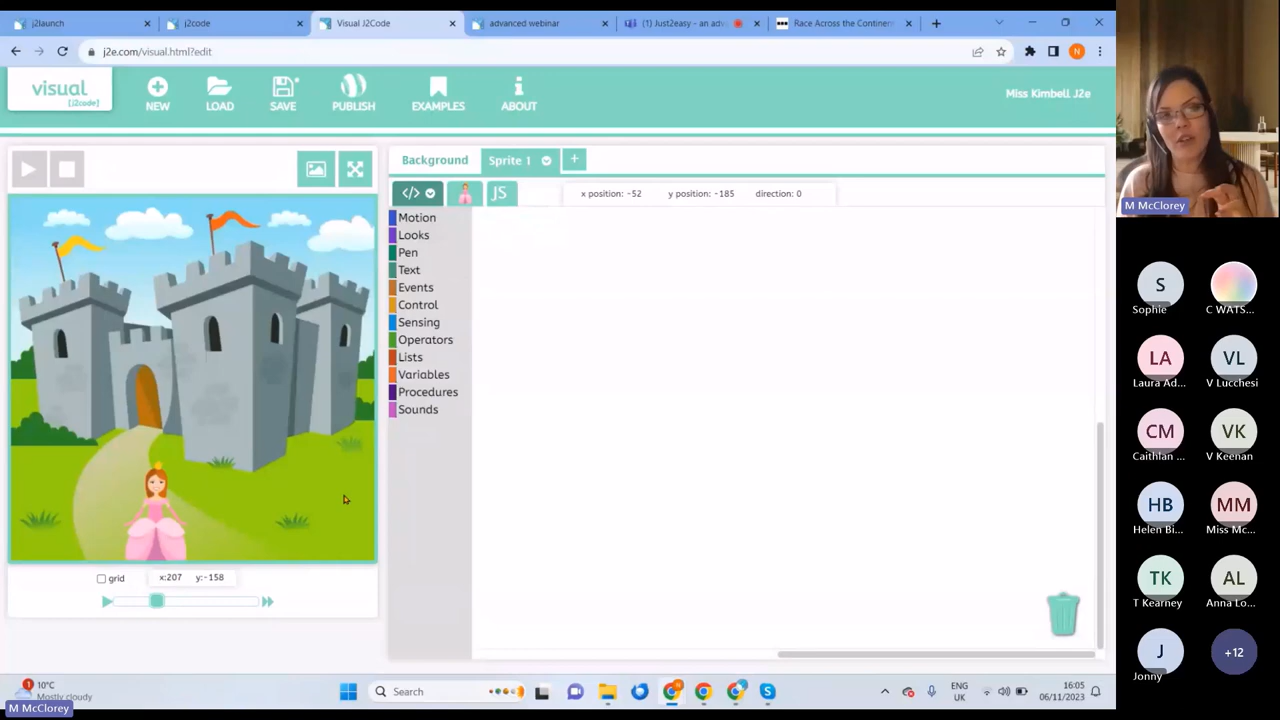 j2launch
j2code
Visual J2Code
advanced webinar
(1) Just2easy - an adv
Race Across the Continen
j2e.com/visual.html?edit
N
visual
[j2code]
NEW
LOAD
SAVE
PUBLISH
EXAMPLES
ABOUT
Miss Kimbell J2e
Background
Sprite 1
+
</>
JS
x position: -52
y position: -185
direction: 0
Motion
Looks
Pen
Text
Events
Control
Sensing
Operators
Lists
Variables
Procedures
Sounds
grid
x:207
y:-158
M McClorey
S
Sophie
C WATS...
LA
Laura Ad...
VL
V Lucchesi
CM
Caithlan ...
VK
V Keenan
HB
Helen Bi...
MM
Miss Mc...
TK
T Kearney
AL
Anna Lo...
J
Jonny
+12
1
10°C
Mostly cloudy
Search
ENG
UK
16:05
06/11/2023
M McClorey